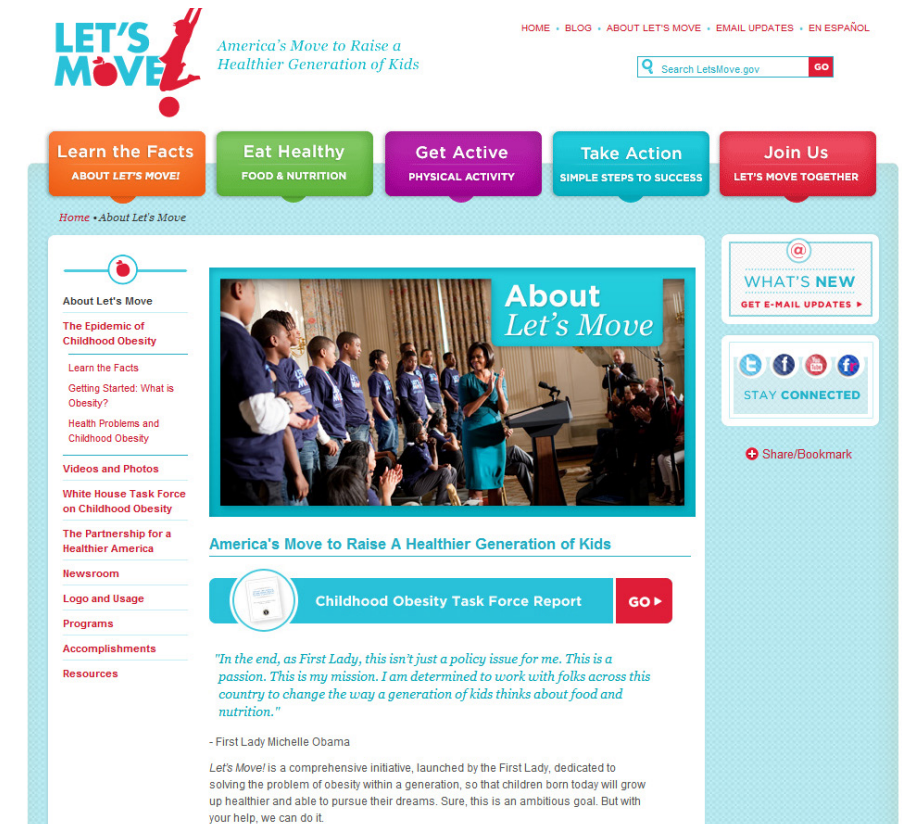 LET'S
MOVE!
America's Move to Raise a
Healthier Generation of Kids
HOME • BLOG • ABOUT LET'S MOVE • EMAIL UPDATES • EN ESPAÑOL
Search LetsMove.gov
GO
Learn the Facts
ABOUT LET'S MOVE!
Eat Healthy
FOOD & NUTRITION
Get Active
PHYSICAL ACTIVITY
Take Action
SIMPLE STEPS TO SUCCESS
Join Us
LET'S MOVE TOGETHER
Home • About Let's Move
About Let's Move
The Epidemic of
Childhood Obesity
Learn the Facts
Getting Started: What is
Obesity?
Health Problems and
Childhood Obesity
Videos and Photos
White House Task Force
on Childhood Obesity
The Partnership for a
Healthier America
Newsroom
Logo and Usage
Programs
Accomplishments
Resources
About
Let's Move
America's Move to Raise A Healthier Generation of Kids
Childhood Obesity Task Force Report
GO
"In the end, as First Lady, this isn't just a policy issue for me. This is a
passion. This is my mission. I am determined to work with folks across this
country to change the way a generation of kids thinks about food and
nutrition."
- First Lady Michelle Obama
Let's Move! is a comprehensive initiative, launched by the First Lady, dedicated to
solving the problem of obesity within a generation, so that children born today will grow
up healthier and able to pursue their dreams. Sure, this is an ambitious goal. But with
your help, we can do it.
@
WHAT'S NEW
GET E-MAIL UPDATES
STAY CONNECTED
Share/Bookmark